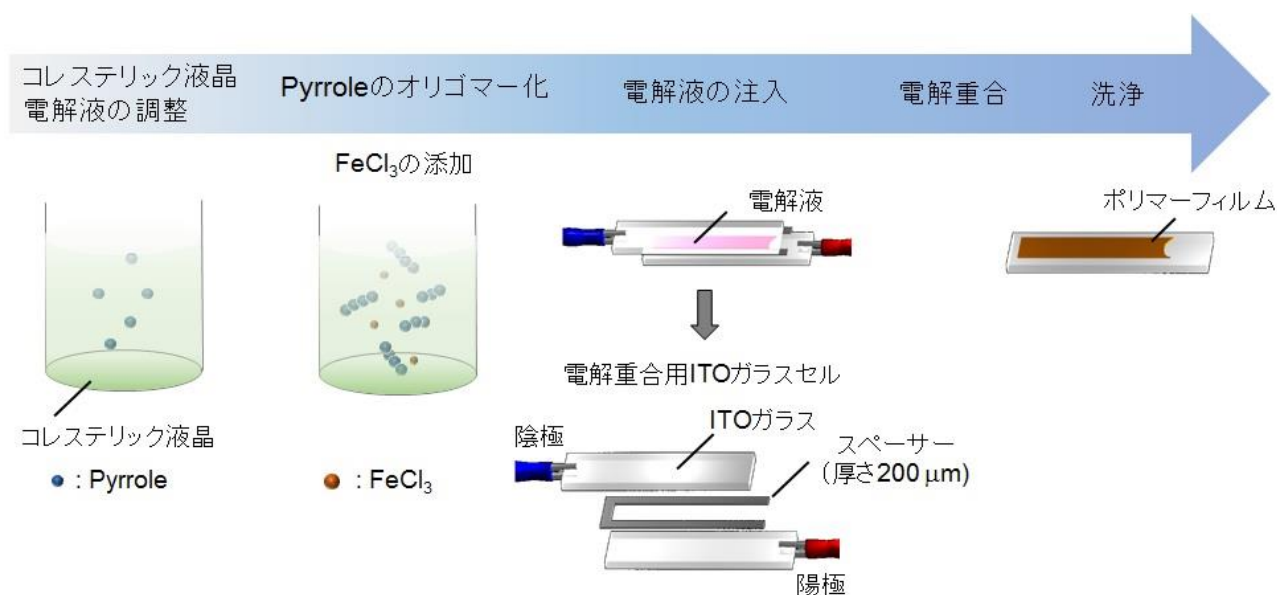 コレステリック液晶
電解液の調整
Pyrroleのオリゴマー化
電解液の注入
電解重合
洗浄
FeCl₃の添加
電解液
ポリマーフィルム
電解重合用ITOガラスセル
コレステリック液晶
ITOガラス
陰極
スペーサー
(厚さ200 μm)
: Pyrrole
: FeCl₃
陽極